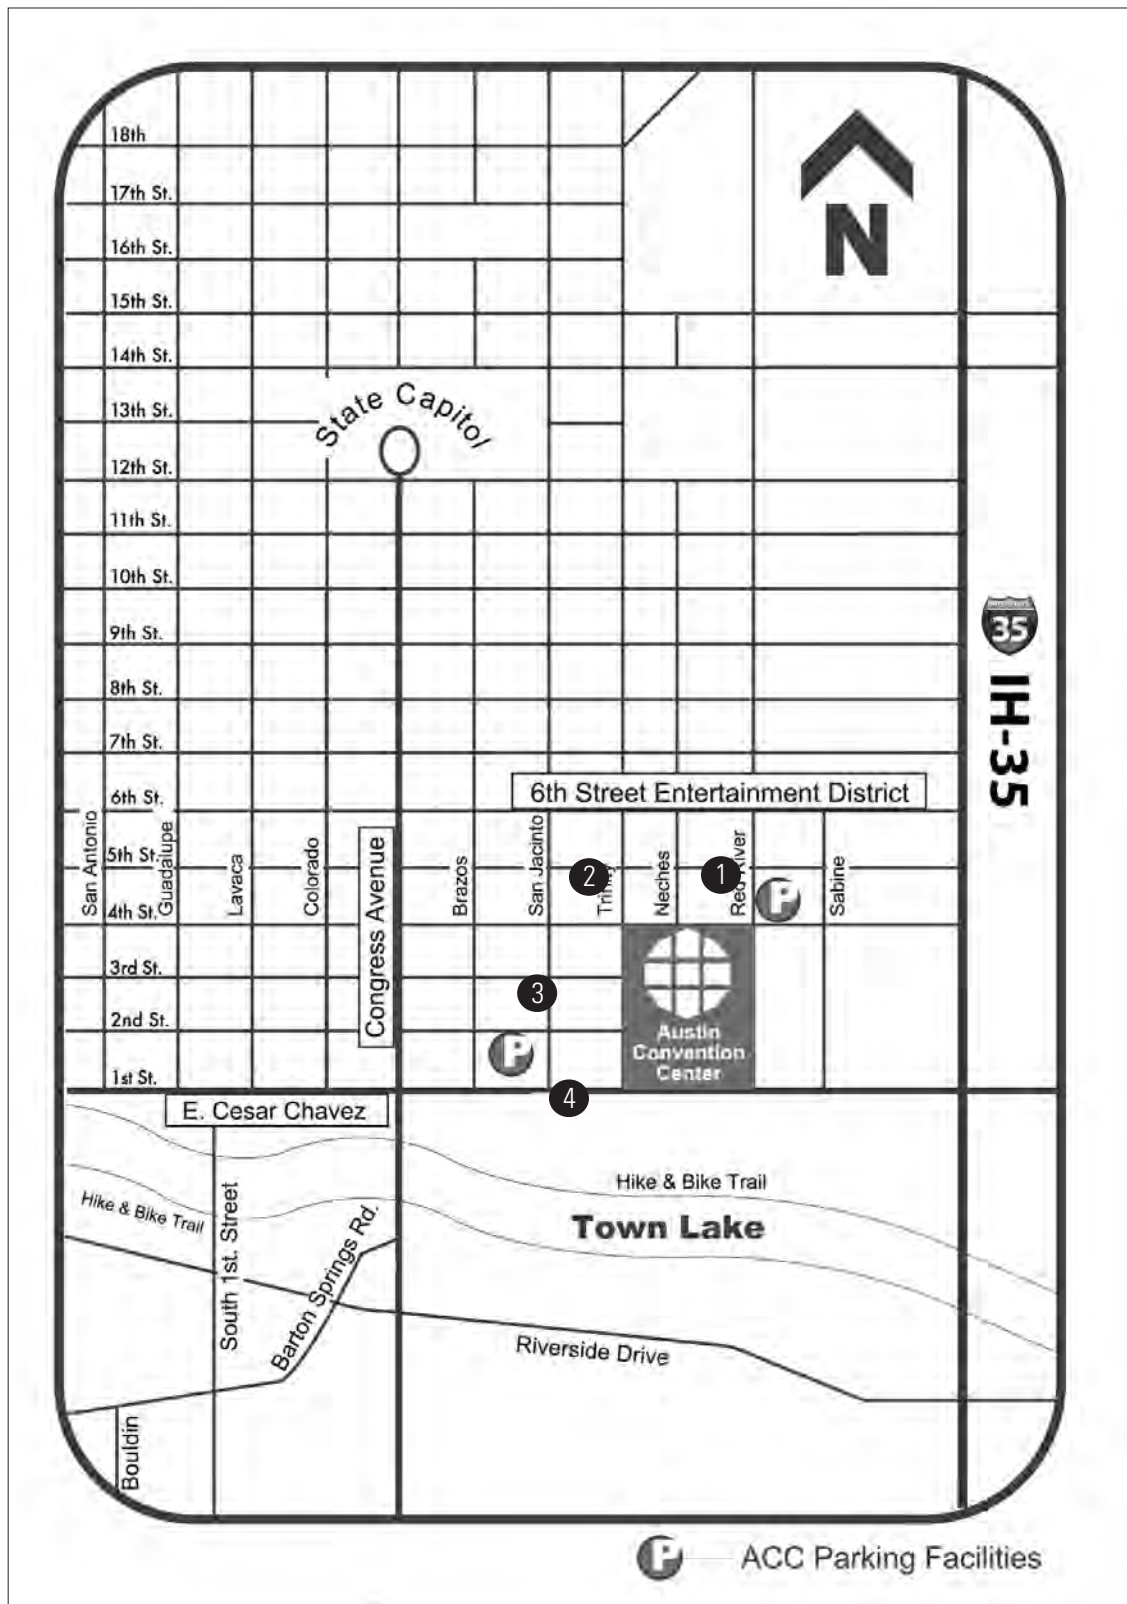 18th
17th St.
16th St.
15th St.
14th St.
13th St.
12th St.
11th St.
10th St.
9th St.
8th St.
7th St.
6th St.
5th St.
4th St.
3rd St.
2nd St.
1st St.
N
State Capitol
35
IH-35
6th Street Entertainment District
San Antonio
Guadalupe
Lavaca
Colorado
Congress Avenue
Brazos
San Jacinto
Trinity
Neches
Red River
Sabine
1
2
3
4
P
P
Austin
Convention
Center
E. Cesar Chavez
Hike & Bike Trail
Hike & Bike Trail
Town Lake
South 1st. Street
Barton Springs Rd.
Riverside Drive
Bouldin
P ACC Parking Facilities